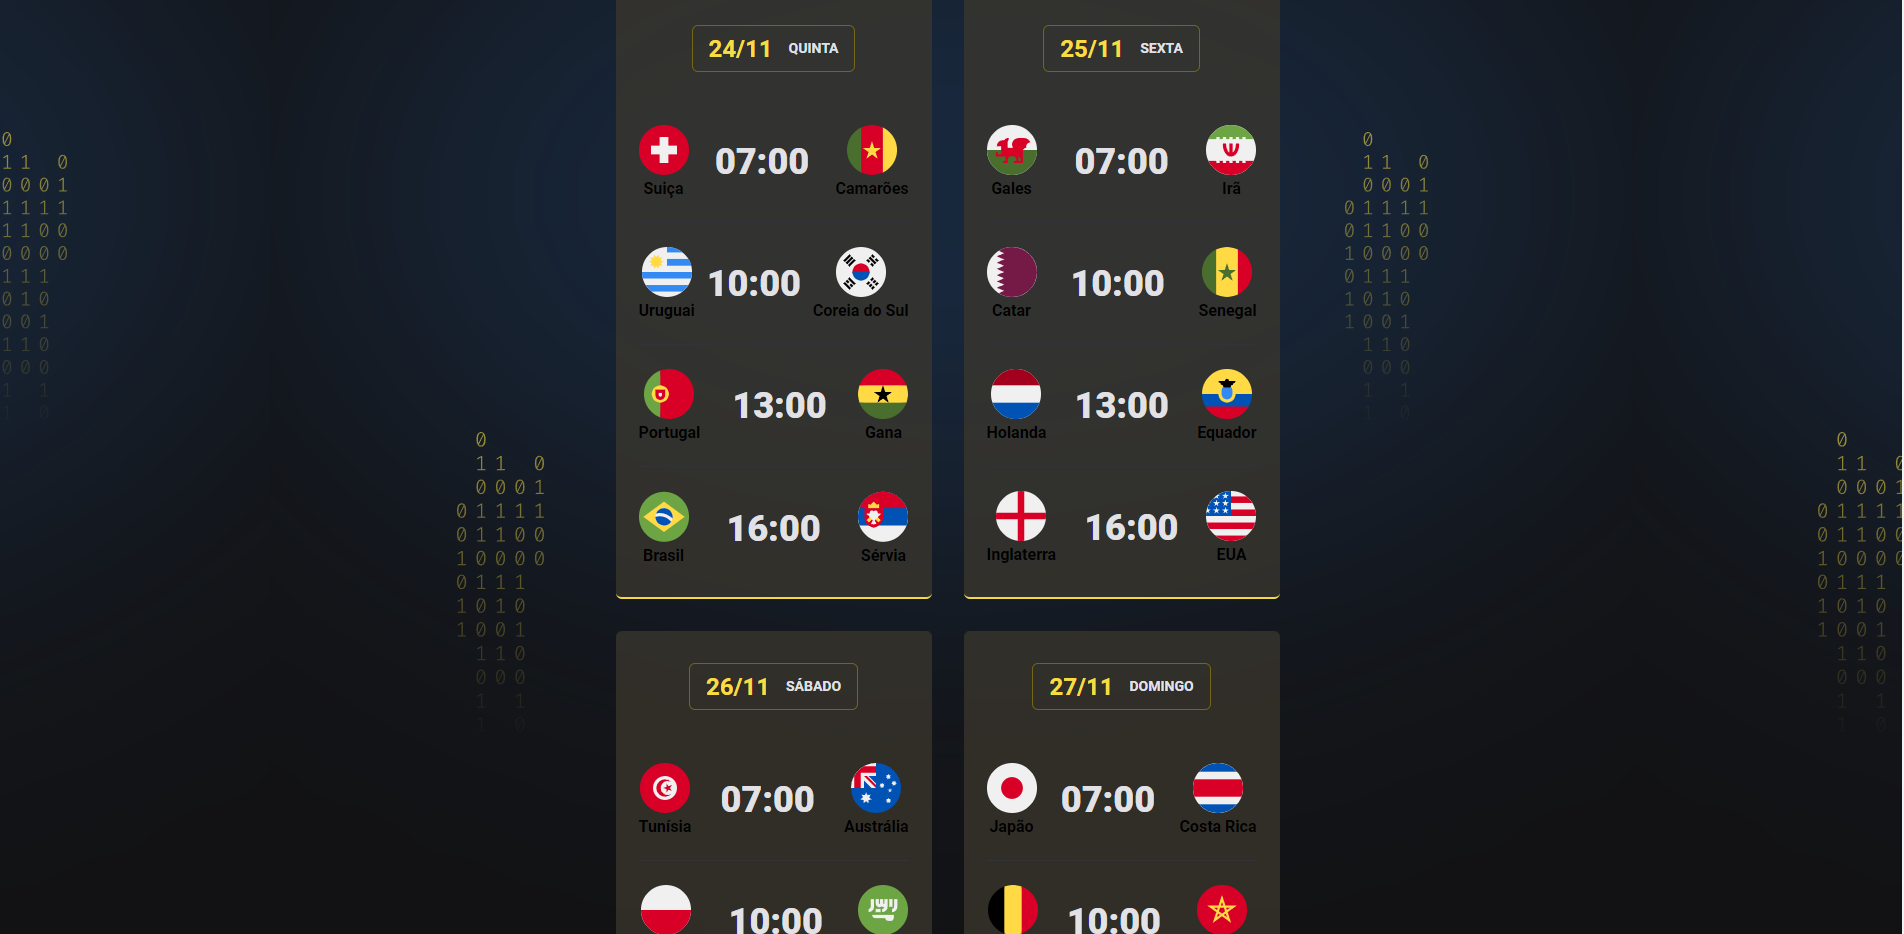 24/11 QUINTA
07:00
Suiça Camarões
10:00
Uruguai Coreia do Sul
13:00
Portugal Gana
16:00
Brasil Sérvia
25/11 SEXTA
07:00
Gales Irã
10:00
Catar Senegal
13:00
Holanda Equador
16:00
Inglaterra EUA
26/11 SÁBADO
07:00
Tunísia Austrália
10:00
27/11 DOMINGO
07:00
Japão Costa Rica
10:00